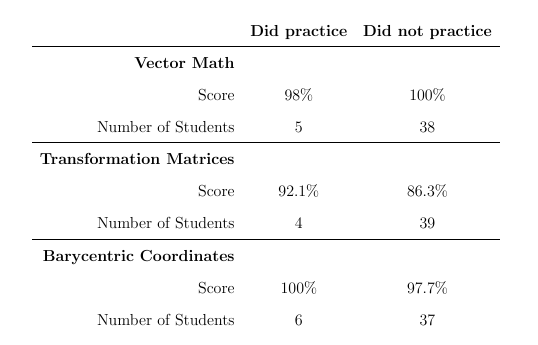 Did practice Did not practice
Vector Math
Score 98% 100%
Number of Students 5 38
Transformation Matrices
Score 92.1% 86.3%
Number of Students 4 39
Barycentric Coordinates
Score 100% 97.7%
Number of Students 6 37